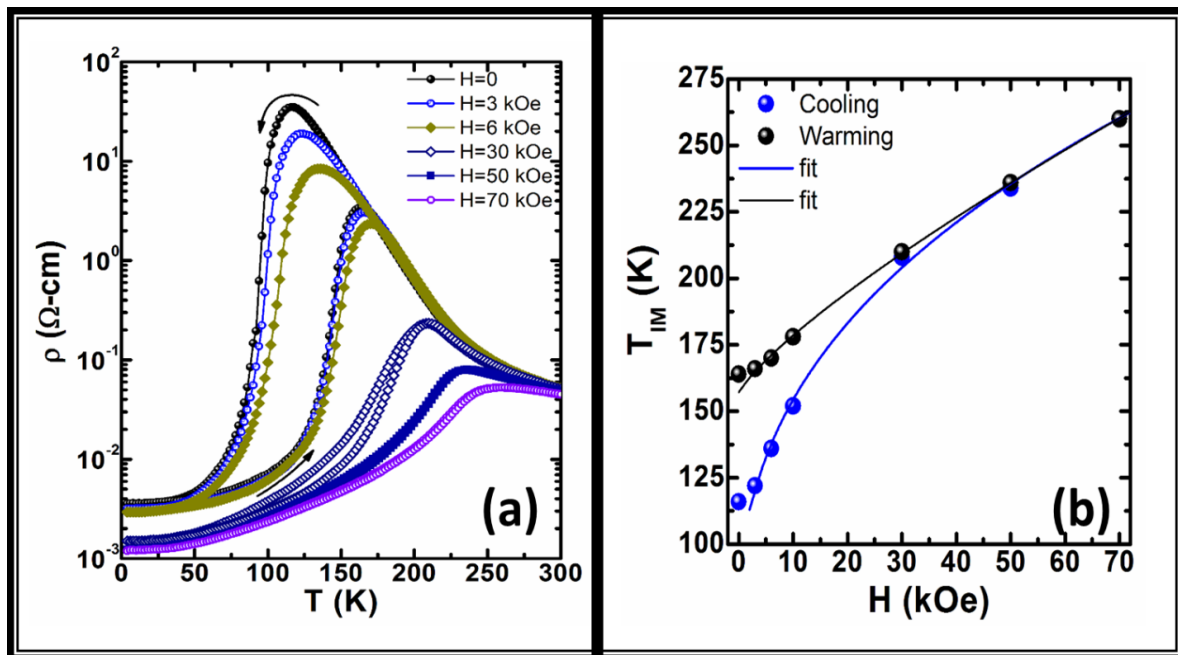 10²
10¹
10⁰
10⁻¹
10⁻²
10⁻³
ρ (Ω-cm)
0 50 100 150 200 250 300
T (K)
H=0
H=3 kOe
H=6 kOe
H=30 kOe
H=50 kOe
H=70 kOe
(a)
275
250
225
200
175
150
125
100
T_IM (K)
0 10 20 30 40 50 60 70
H (kOe)
Cooling
Warming
fit
fit
(b)